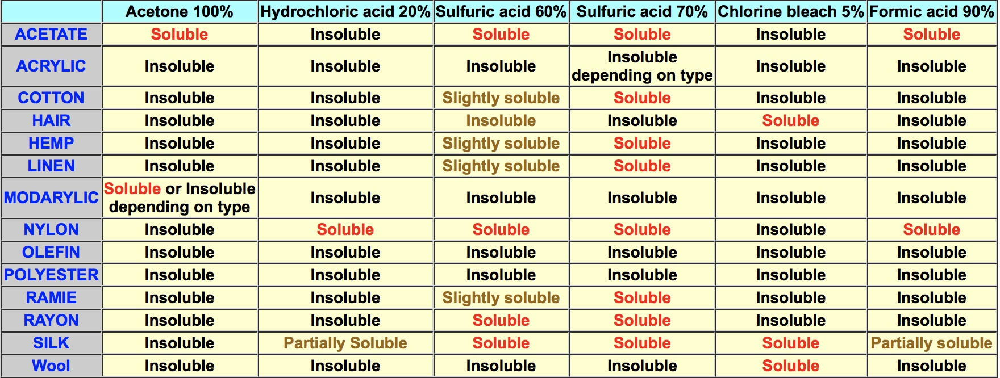 Acetone 100% Hydrochloric acid 20% Sulfuric acid 60% Sulfuric acid 70% Chlorine bleach 5% Formic acid 90%
ACETATE Soluble Insoluble Soluble Soluble Insoluble Soluble
ACRYLIC Insoluble Insoluble Insoluble Insoluble depending on type Insoluble Insoluble
COTTON Insoluble Insoluble Slightly soluble Soluble Insoluble Insoluble
HAIR Insoluble Insoluble Insoluble Insoluble Soluble Insoluble
HEMP Insoluble Insoluble Slightly soluble Soluble Insoluble Insoluble
LINEN Insoluble Insoluble Slightly soluble Soluble Insoluble Insoluble
MODARYLIC Soluble or Insoluble depending on type Insoluble Insoluble Insoluble Insoluble Insoluble
NYLON Insoluble Soluble Soluble Soluble Insoluble Soluble
OLEFIN Insoluble Insoluble Insoluble Insoluble Insoluble Insoluble
POLYESTER Insoluble Insoluble Insoluble Insoluble Insoluble Insoluble
RAMIE Insoluble Insoluble Slightly soluble Soluble Insoluble Insoluble
RAYON Insoluble Insoluble Soluble Soluble Insoluble Insoluble
SILK Insoluble Partially Soluble Soluble Soluble Soluble Partially soluble
Wool Insoluble Insoluble Insoluble Insoluble Soluble Insoluble